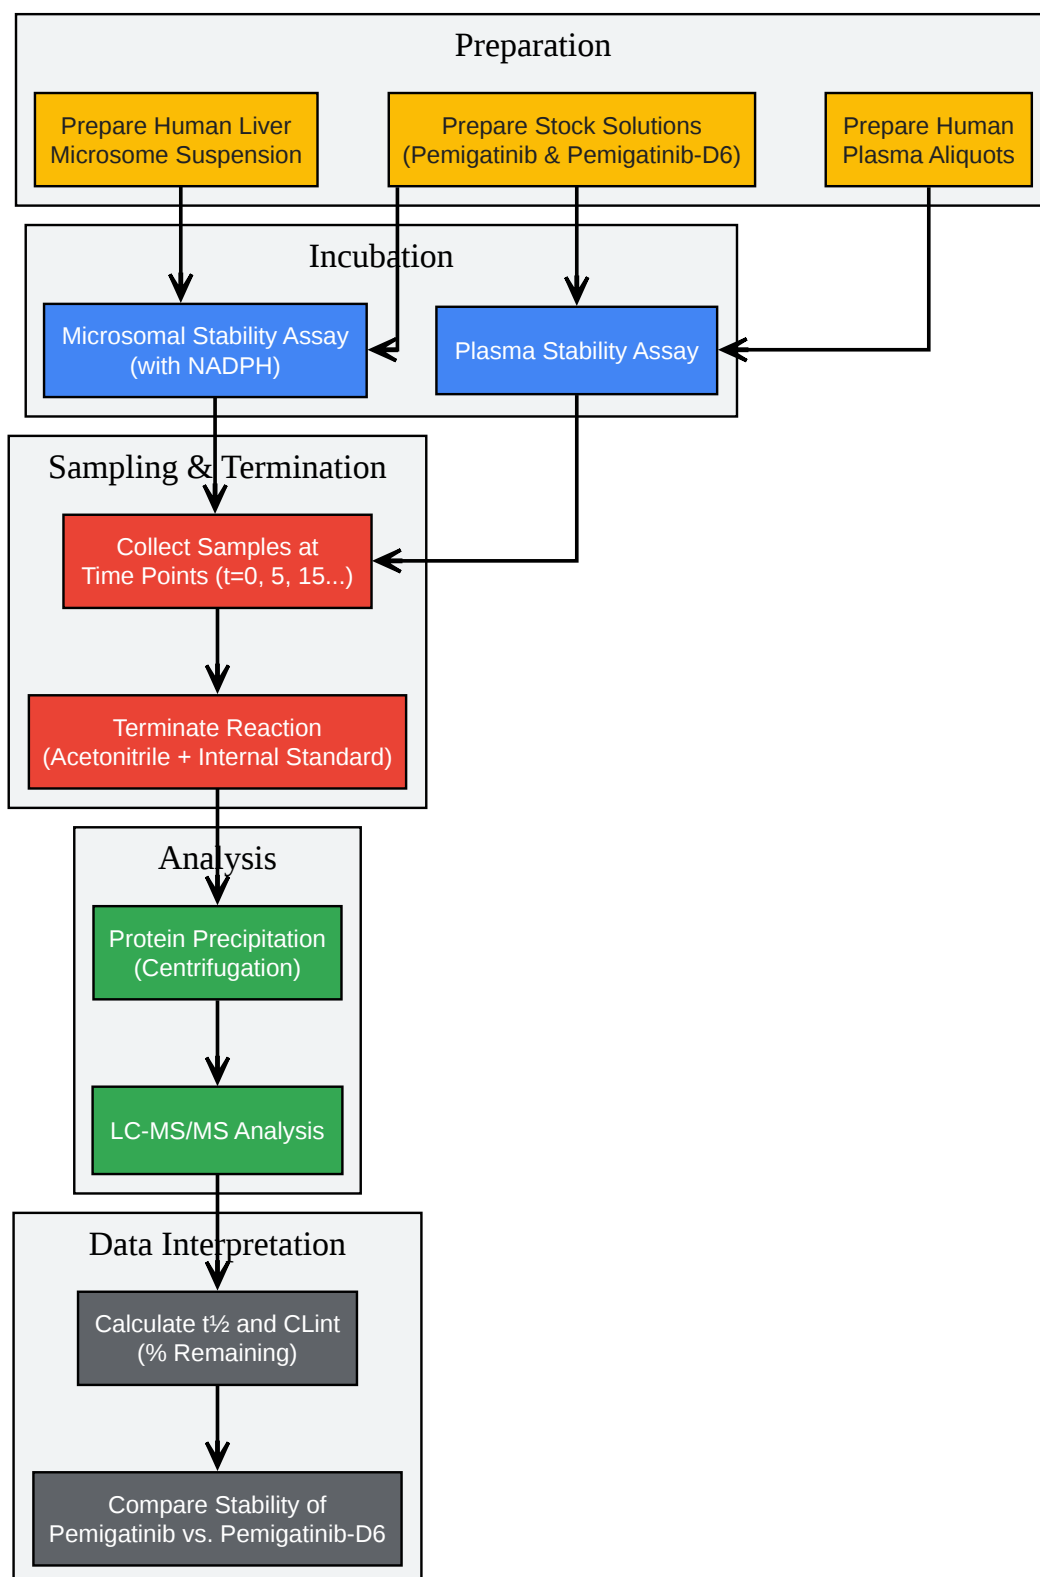 Preparation
Prepare Human Liver
Microsome Suspension
Prepare Stock Solutions
(Pemigatinib & Pemigatinib-D6)
Prepare Human
Plasma Aliquots
Incubation
Microsomal Stability Assay
(with NADPH)
Plasma Stability Assay
Sampling & Termination
Collect Samples at
Time Points (t=0, 5, 15...)
Terminate Reaction
(Acetonitrile + Internal Standard)
Analysis
Protein Precipitation
(Centrifugation)
LC-MS/MS Analysis
Data Interpretation
Calculate t½ and CLint
(% Remaining)
Compare Stability of
Pemigatinib vs. Pemigatinib-D6